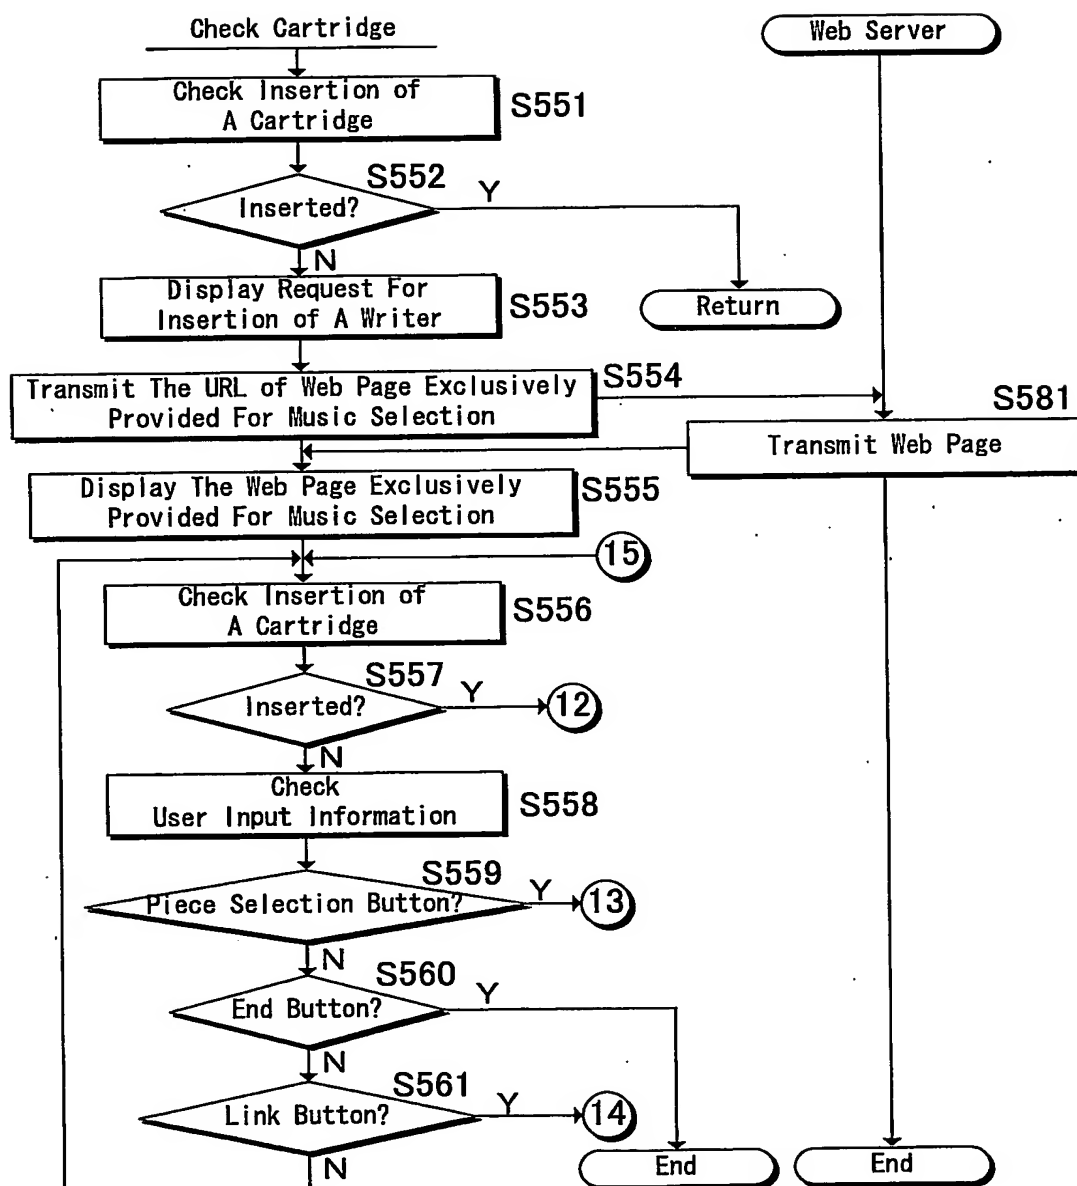 Check Cartridge
Web Server
Check Insertion of
A Cartridge
S551
S552
Inserted?
Y
N
Display Request For
Insertion of A Writer
S553
Return
Transmit The URL of Web Page Exclusively
Provided For Music Selection
S554
S581
Transmit Web Page
Display The Web Page Exclusively
Provided For Music Selection
S555
15
Check Insertion of
A Cartridge
S556
S557
Inserted?
Y
12
N
Check
User Input Information
S558
S559
Piece Selection Button?
Y
13
N
S560
End Button?
Y
N
S561
Link Button?
Y
14
N
End
End